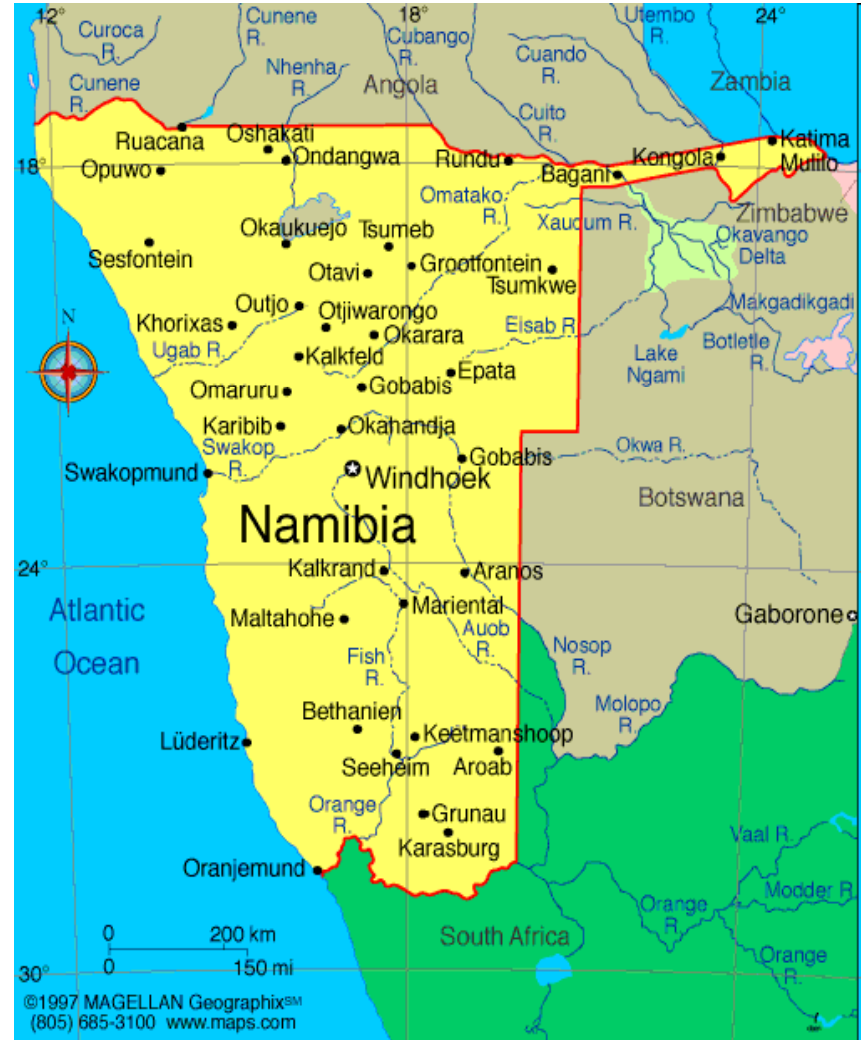 12°
Cunene
R.
18
Utembo
R.
24°
Curoca
R.
Cubango
R.
Cuando
R.
Nhenha
R.
Cunene
R.
Angola
Zambia
Cuito
R.
Ruacana
Oshakati
Katima
Mulilo
Ondangwa
Rundu
Kongola
18°
Opuwo
Bagani
Omatako
R.
Xaudum R.
Zimbabwe
Okaukuejo
Tsumeb
Okavango
Delta
Sesfontein
Otavi
Grootfontein
Tsumkwe
Outjo
Otjiwarongo
Makgadikgadi
N
Khorixas
Okarara
Eisab R
Ugab R.
Kalkfeld
Lake
Ngami
Botletle
R.
Epata
Omaruru
Gobabis
Karibib
Okahandja
Swakop
R.
Okwa R.
Gobabis
Swakopmund
Windhoek
Botswana
Namibia
24°
Kalkrand
Aranos
Atlantic
Ocean
Mariental
Maltahohe
Auob
R.
Gaborone
Nosop
R.
Fish
R.
Molopo
R.
Bethanien
Lüderitz
Keetmanshoop
Seeheim
Aroab
Orange
R.
Grunau
Karasburg
Vaal R.
Oranjemund
Modder R
Orange
R.
0 200 km
0 150 mi
South Africa
Orange
R.
30°
©1997 MAGELLAN Geographix℠
(805) 685-3100 www.maps.com